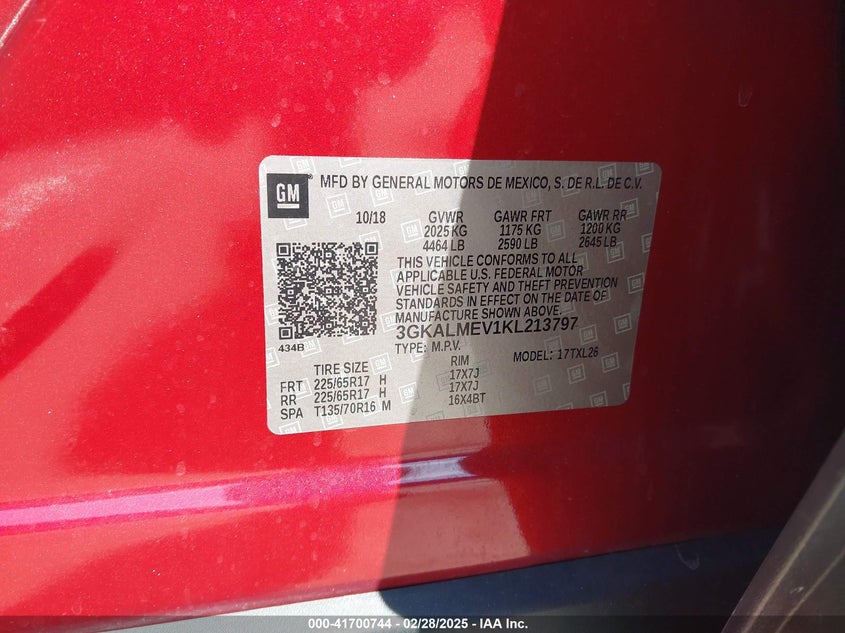 GM ® MFD BY GENERAL MOTORS DE MEXICO, S. DE R.L. DE C.V.
10/18 GVWR GAWR FRT GAWR RR
2025 KG 1175 KG 1200 KG
4464 LB 2590 LB 2645 LB
THIS VEHICLE CONFORMS TO ALL
APPLICABLE U.S. FEDERAL MOTOR
VEHICLE SAFETY AND THEFT PREVENTION
STANDARDS IN EFFECT ON THE DATE OF
MANUFACTURE SHOWN ABOVE.
434B 3GKALMEV1KL213797
TYPE: M.P.V. MODEL: 17TXL26
TIRE SIZE RIM
FRT 225/65R17 H 17X7J
RR 225/65R17 H 17X7J
SPA T135/70R16 M 16X4BT
000-41700744 - 02/28/2025 - IAA Inc.